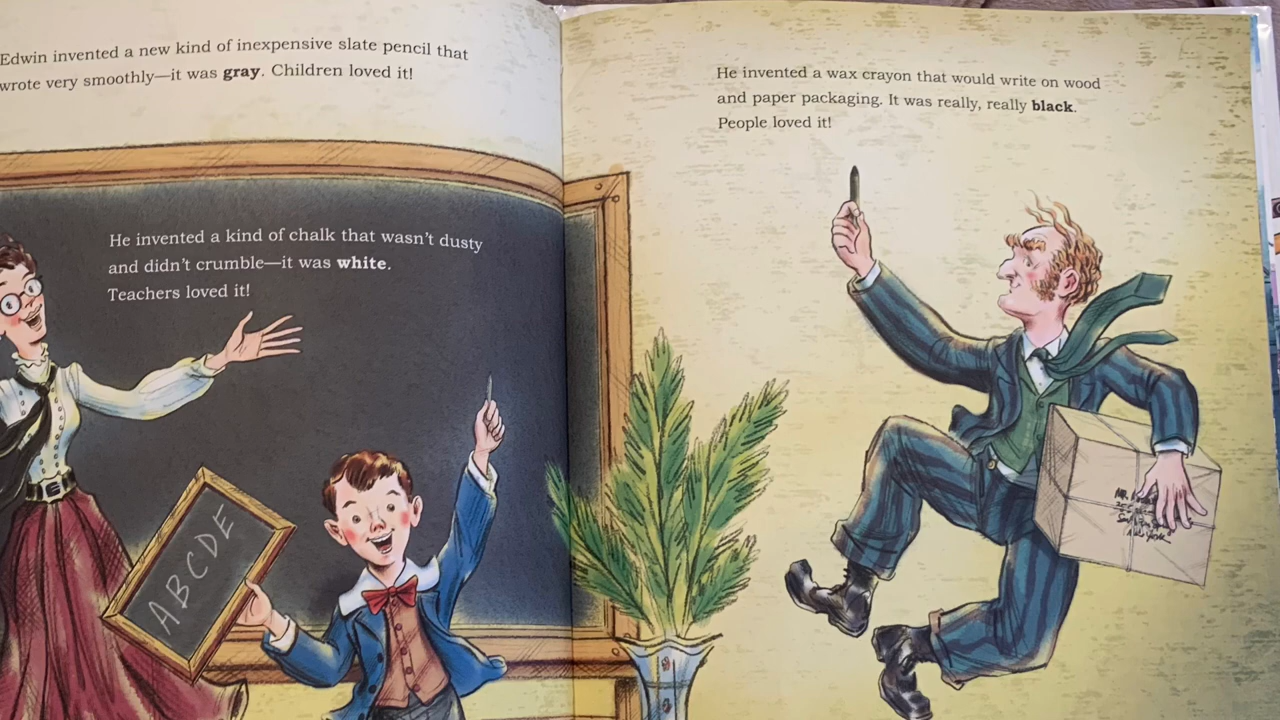 Edwin invented a new kind of inexpensive slate pencil that
wrote very smoothly—it was gray. Children loved it!
He invented a kind of chalk that wasn't dusty
and didn't crumble—it was white.
Teachers loved it!
A B C D E
He invented a wax crayon that would write on wood
and paper packaging. It was really, really black.
People loved it!
MR.